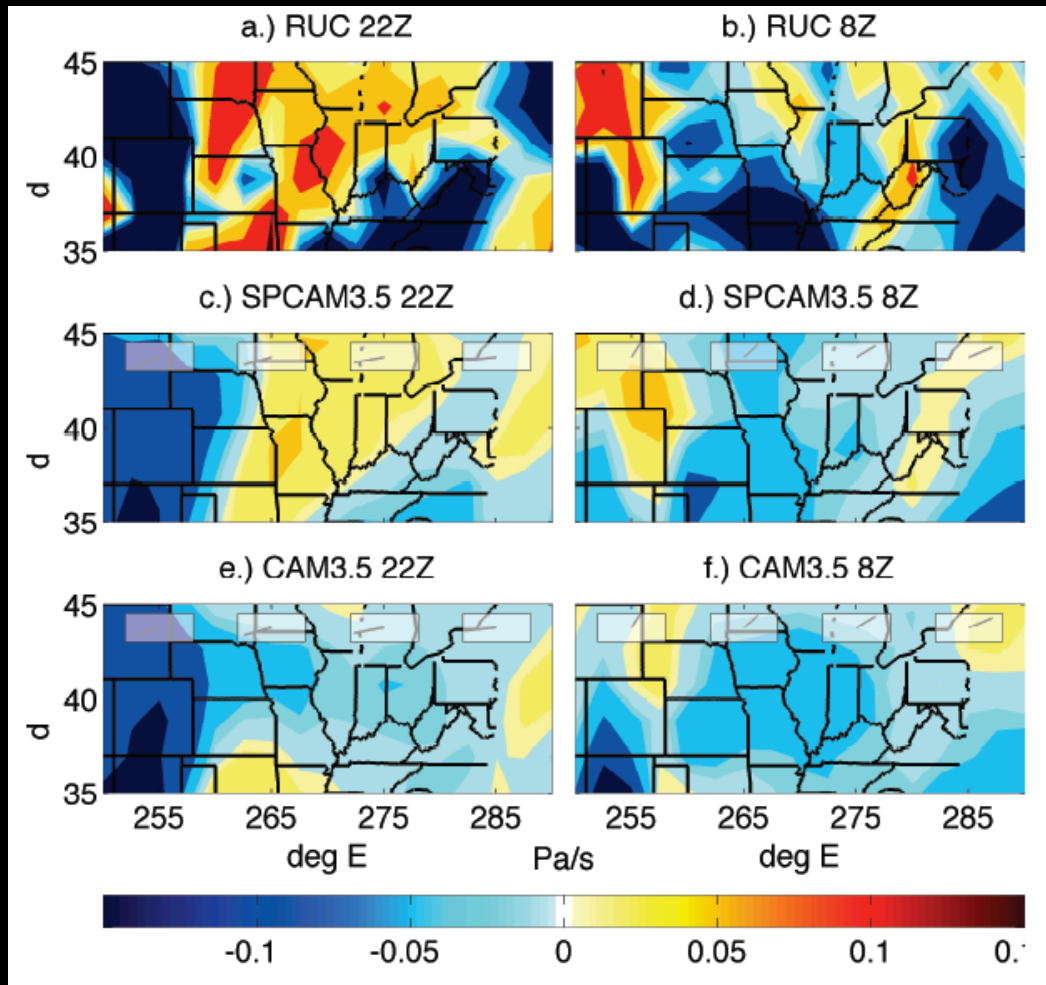 a.) RUC 22Z
b.) RUC 8Z
45
40
35
d
c.) SPCAM3.5 22Z
d.) SPCAM3.5 8Z
45
40
35
d
e.) CAM3.5 22Z
f.) CAM3.5 8Z
45
40
35
d
255 265 275 285 255 265 275 285
deg E Pa/s deg E
-0.1 -0.05 0 0.05 0.1 0.